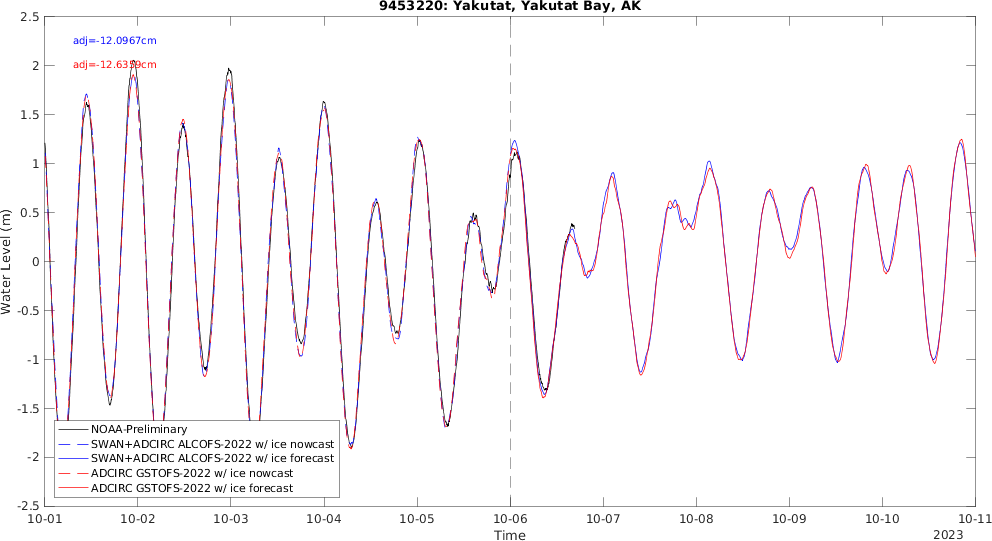 9453220: Yakutat, Yakutat Bay, AK
2.5
2
1.5
1
0.5
0
-0.5
-1
-1.5
-2
-2.5
Water Level (m)
adj=-12.0967cm
adj=-12.6359cm
NOAA-Preliminary
SWAN+ADCIRC ALCOFS-2022 w/ ice nowcast
SWAN+ADCIRC ALCOFS-2022 w/ ice forecast
ADCIRC GSTOFS-2022 w/ ice nowcast
ADCIRC GSTOFS-2022 w/ ice forecast
10-01 10-02 10-03 10-04 10-05 10-06 10-07 10-08 10-09 10-10 10-11
Time
2023